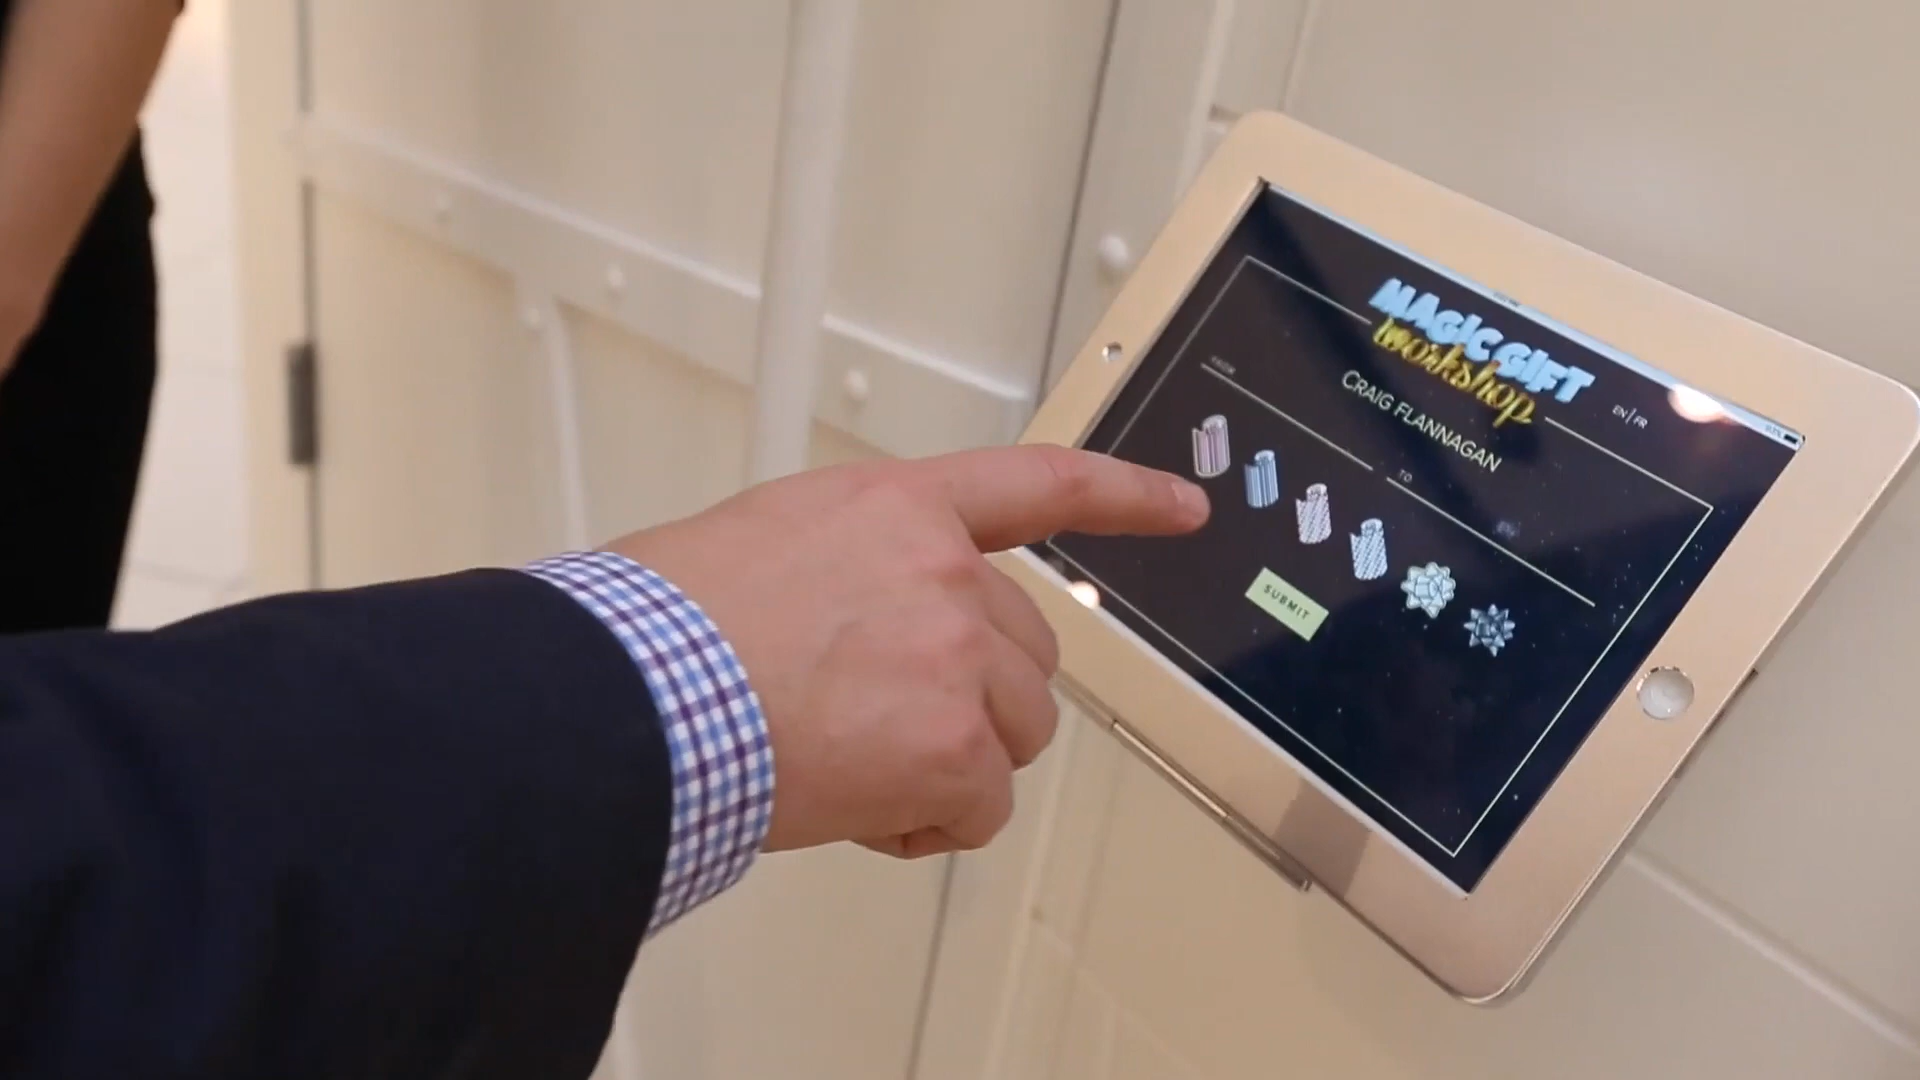 MAGIC GIFT
workshop
EN | FR
CRAIG FLANNAGAN
FROM
TO
SUBMIT